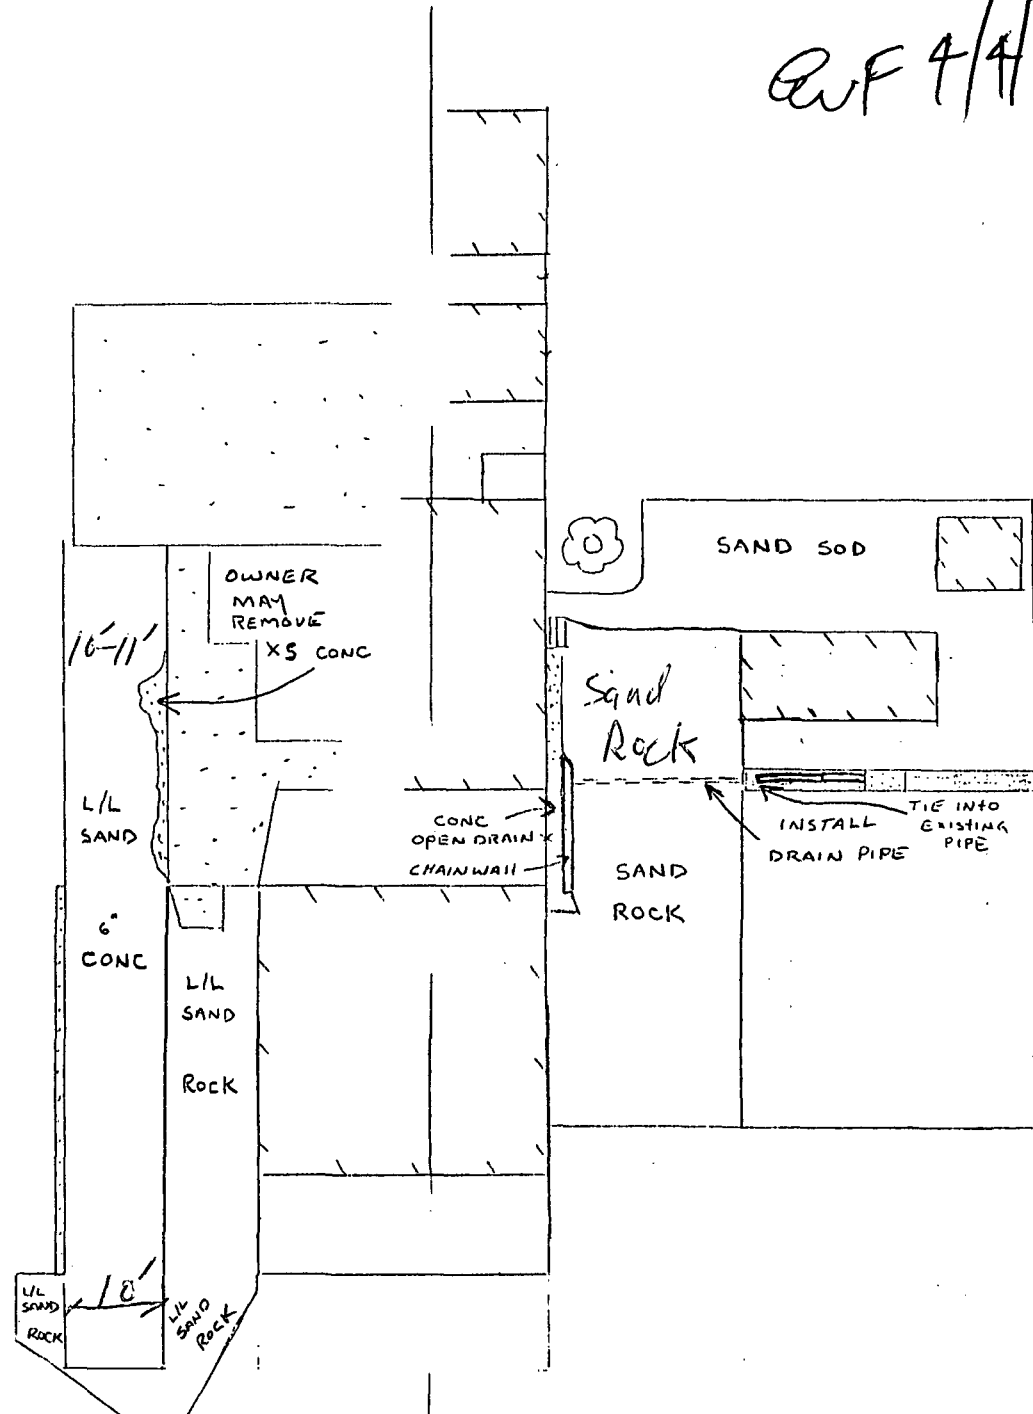 4/4/
SAND SOD
OWNER
MAY
REMOVE
XS CONC
10'-11'
Sand
Rock
L/L
SAND
CONC
OPEN DRAIN
CHAINWALL
INSTALL
DRAIN PIPE
TIE INTO
EXISTING
PIPE
SAND
ROCK
6"
CONC
L/L
SAND
ROCK
L/L
SAND
ROCK
10'
L/L
SAND
ROCK